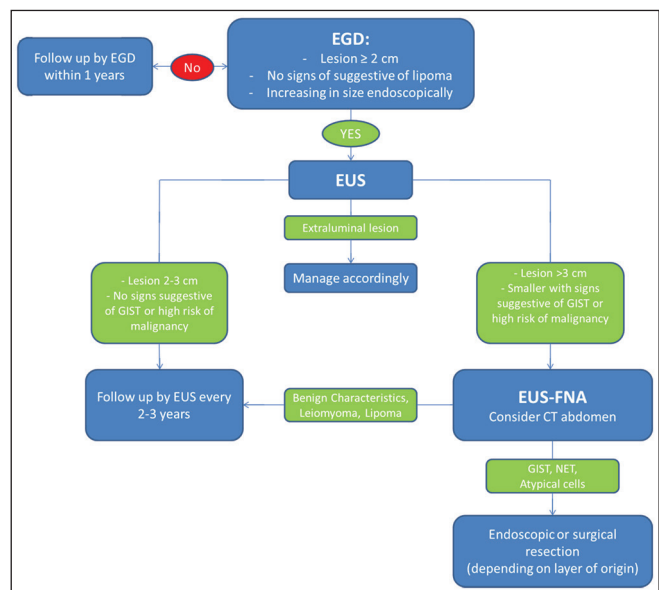 EGD:
- Lesion ≥ 2 cm
- No signs of suggestive of lipoma
- Increasing in size endoscopically
No
Follow up by EGD
within 1 years
YES
EUS
Extraluminal lesion
Manage accordingly
- Lesion 2-3 cm
- No signs suggestive
of GIST or high risk of
malignancy
- Lesion >3 cm
- Smaller with signs
suggestive of GIST or
high risk of malignancy
Follow up by EUS every
2-3 years
Benign Characteristics,
Leiomyoma, Lipoma
EUS-FNA
Consider CT abdomen
GIST, NET,
Atypical cells
Endoscopic or surgical
resection
(depending on layer of origin)